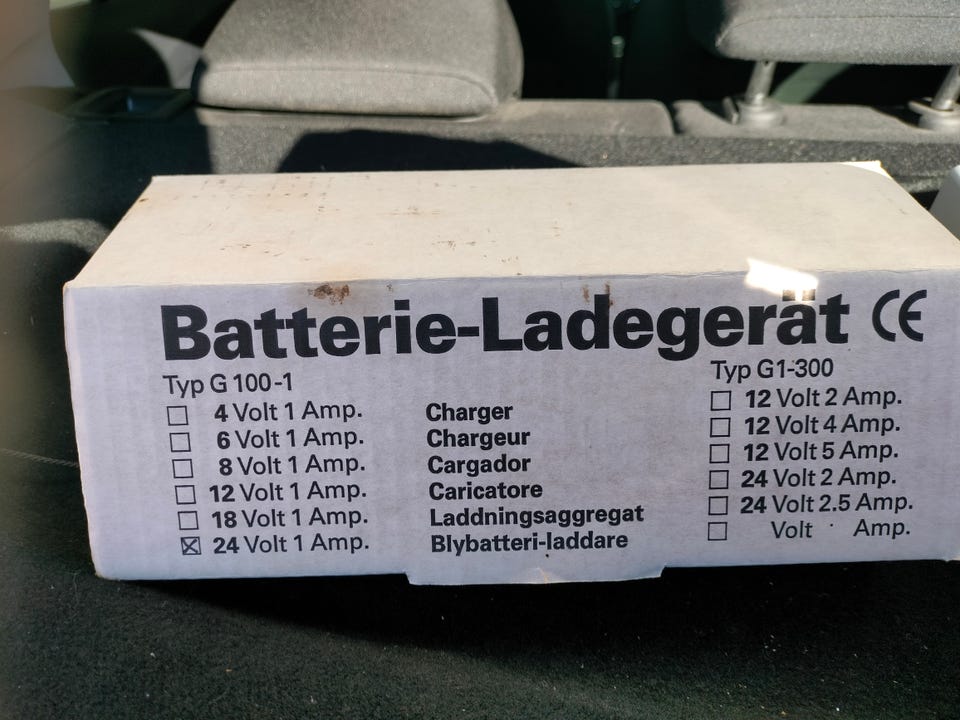 Batterie-Ladegerät CE
Typ G 100-1
☐ 4 Volt 1 Amp.
☐ 6 Volt 1 Amp.
☐ 8 Volt 1 Amp.
☐ 12 Volt 1 Amp.
☐ 18 Volt 1 Amp.
☒ 24 Volt 1 Amp.
Charger
Chargeur
Cargador
Caricatore
Laddningsaggregat
Blybatteri-laddare
Typ G1-300
☐ 12 Volt 2 Amp.
☐ 12 Volt 4 Amp.
☐ 12 Volt 5 Amp.
☐ 24 Volt 2 Amp.
☐ 24 Volt 2.5 Amp.
☐ Volt Amp.